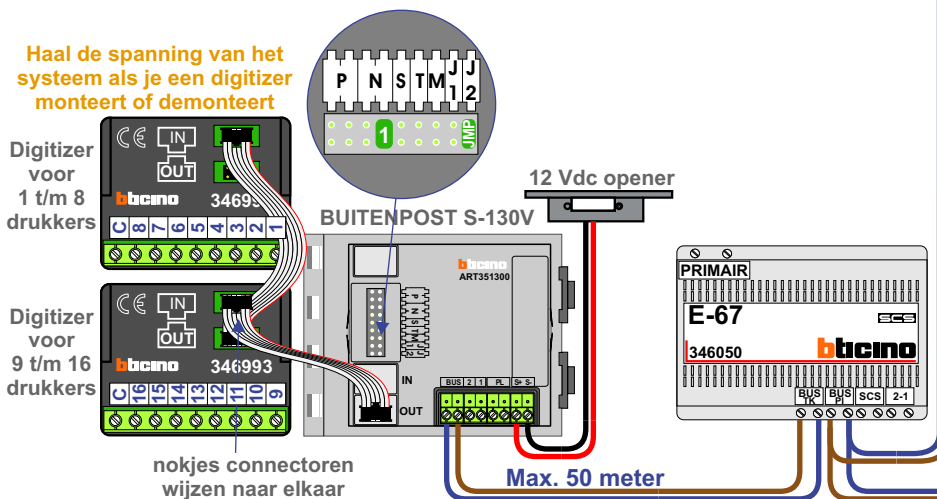 Haal de spanning van het
systeem als je een digitizer
monteert of demonteert
P N S T M J1 J2
1
JMP
Digitizer
voor
1 t/m 8
drukkers
IN
OUT
bticino
C 8 7 6 5 4 3 2 1
12 Vdc opener
BUITENPOST S-130V
bticino
ART351300
P N S T M J1 J2
IN
OUT
BUS 2 1 PL S+ S-
Digitizer
voor
9 t/m 16
drukkers
IN
OUT
bticino 346993
C 16 15 14 13 12 11 10 9
nokjes connectoren
wijzen naar elkaar
Max. 50 meter
PRIMAIR
E-67
SCS
346050
bticino
BUS TK
BUS PI
SCS
2-1